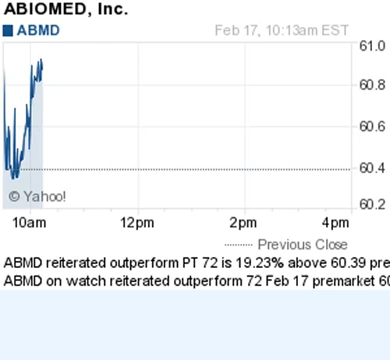 ABIOMED, Inc.
ABMD
Feb 17, 10:13am EST
61.0
60.8
60.6
60.4
60.2
© Yahoo!
10am 12pm 2pm 4pm
Previous Close
ABMD reiterated outperform PT 72 is 19.23% above 60.39 pre
ABMD on watch reiterated outperform 72 Feb 17 premarket 60